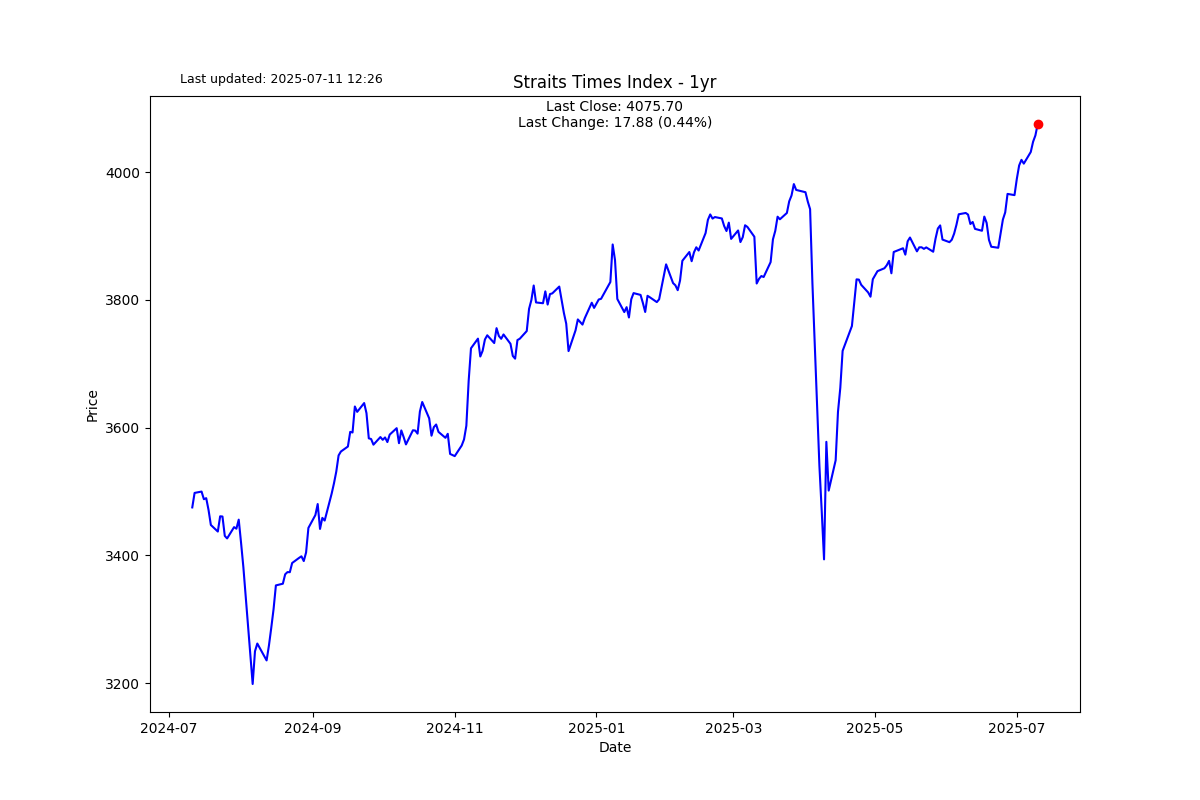 Last updated: 2025-07-11 12:26
Straits Times Index - 1yr
Last Close: 4075.70
Last Change: 17.88 (0.44%)
4000
3800
3600
3400
3200
Price
2024-07 2024-09 2024-11 2025-01 2025-03 2025-05 2025-07
Date